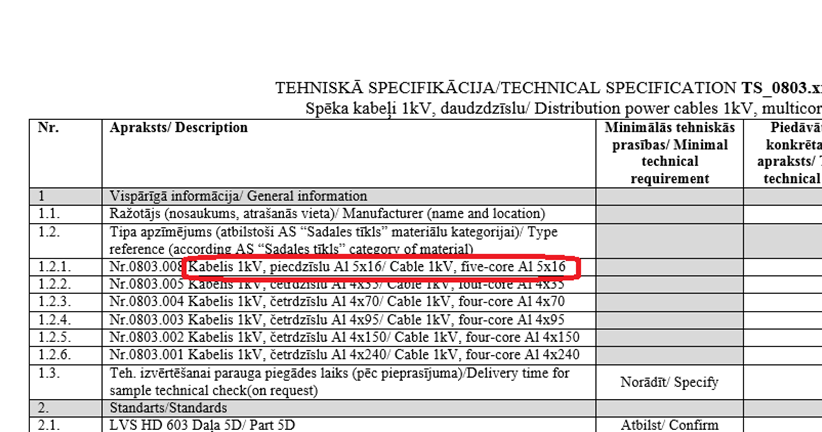 TEHNISKĀ SPECIFIKĀCIJA/TECHNICAL SPECIFICATION TS_0803.x
Spēka kabeļi 1kV, daudzdzīslu/ Distribution power cables 1kV, multicor
Nr. Apraksts/ Description Minimālās tehniskās prasības/ Minimal technical requirement
konkrēta
apraksts/
technical
1 Vispārīgā informācija/ General information
1.1. Ražotājs (nosaukums, atrašanās vieta)/ Manufacturer (name and location)
1.2. Tipa apzīmējums (atbilstoši AS “Sadales tīkls” materiālu kategorijai)/ Type
reference (according AS “Sadales tīkls” category of material)
1.2.1. Nr.0803.008 Kabelis 1kV, piecdzīslu Al 5x16/ Cable 1kV, five-core Al 5x16
1.2.2. Nr.0803.005 Kabelis 1kV, četrdzīslu Al 4x35/ Cable 1kV, four-core Al 4x35
1.2.3. Nr.0803.004 Kabelis 1kV, četrdzīslu Al 4x70/ Cable 1kV, four-core Al 4x70
1.2.4. Nr.0803.003 Kabelis 1kV, četrdzīslu Al 4x95/ Cable 1kV, four-core Al 4x95
1.2.5. Nr.0803.002 Kabelis 1kV, četrdzīslu Al 4x150/ Cable 1kV, four-core Al 4x150
1.2.6. Nr.0803.001 Kabelis 1kV, četrdzīslu Al 4x240/ Cable 1kV, four-core Al 4x240
1.3. Teh. izvērtēšanai parauga piegādes laiks (pēc pieprasījuma)/Delivery time for
sample technical check(on request) Norādīt/ Specify
2. Standarts/Standards
2.1. LVS HD 603 Daļa 5D/ Part 5D Atbilst/ Confirm